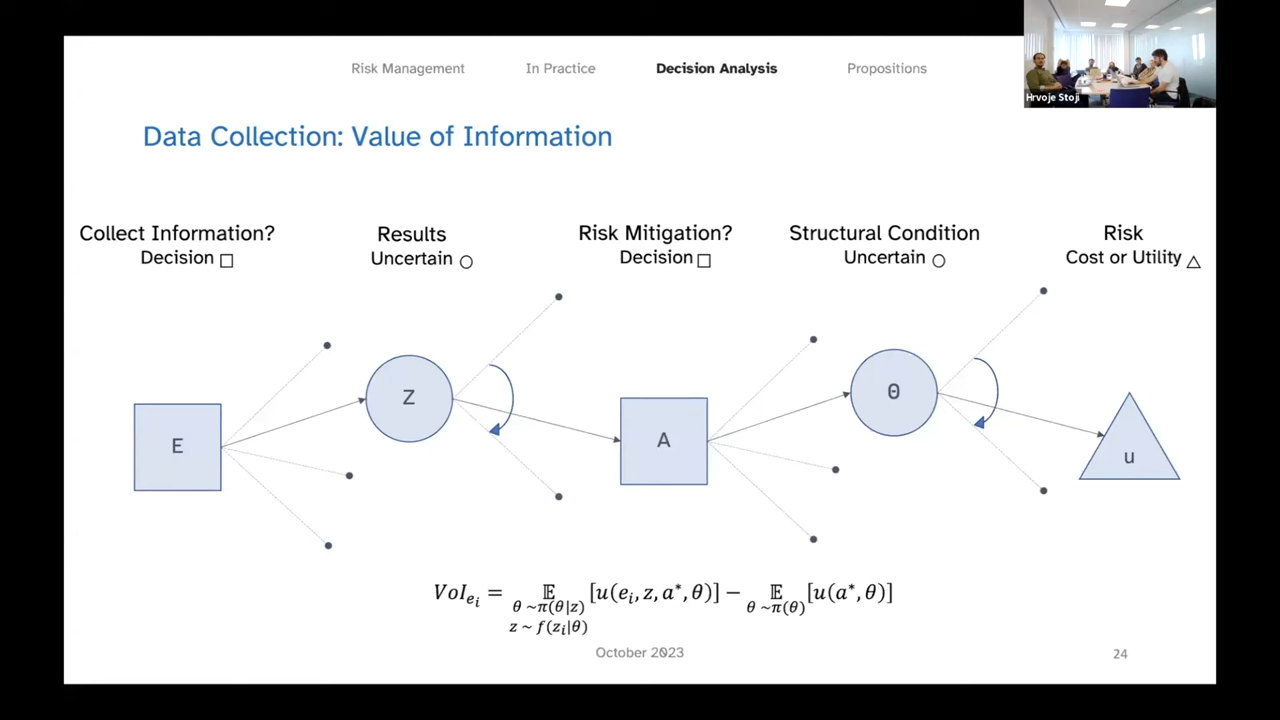 Risk Management In Practice Decision Analysis Propositions
Hrvoje Stoji
Data Collection: Value of Information
Collect Information? Results Risk Mitigation? Structural Condition Risk
Decision □ Uncertain ○ Decision □ Uncertain ○ Cost or Utility △
E Z A θ u
VoI_{e_i} = 𝔼_{θ ~π(θ|z), z ~ f(z_i|θ)} [u(e_i, z, a*, θ)] − 𝔼_{θ ~π(θ)} [u(a*, θ)]
October 2023 24